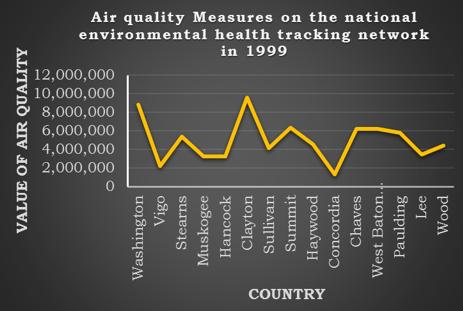 Air quality Measures on the national
environmental health tracking network
in 1999
VALUE OF AIR QUALITY
12,000,000
10,000,000
8,000,000
6,000,000
4,000,000
2,000,000
0
Washington
Vigo
Stearns
Muskogee
Hancock
Clayton
Sullivan
Summit
Haywood
Concordia
Chaves
West Baton...
Paulding
Lee
Wood
COUNTRY